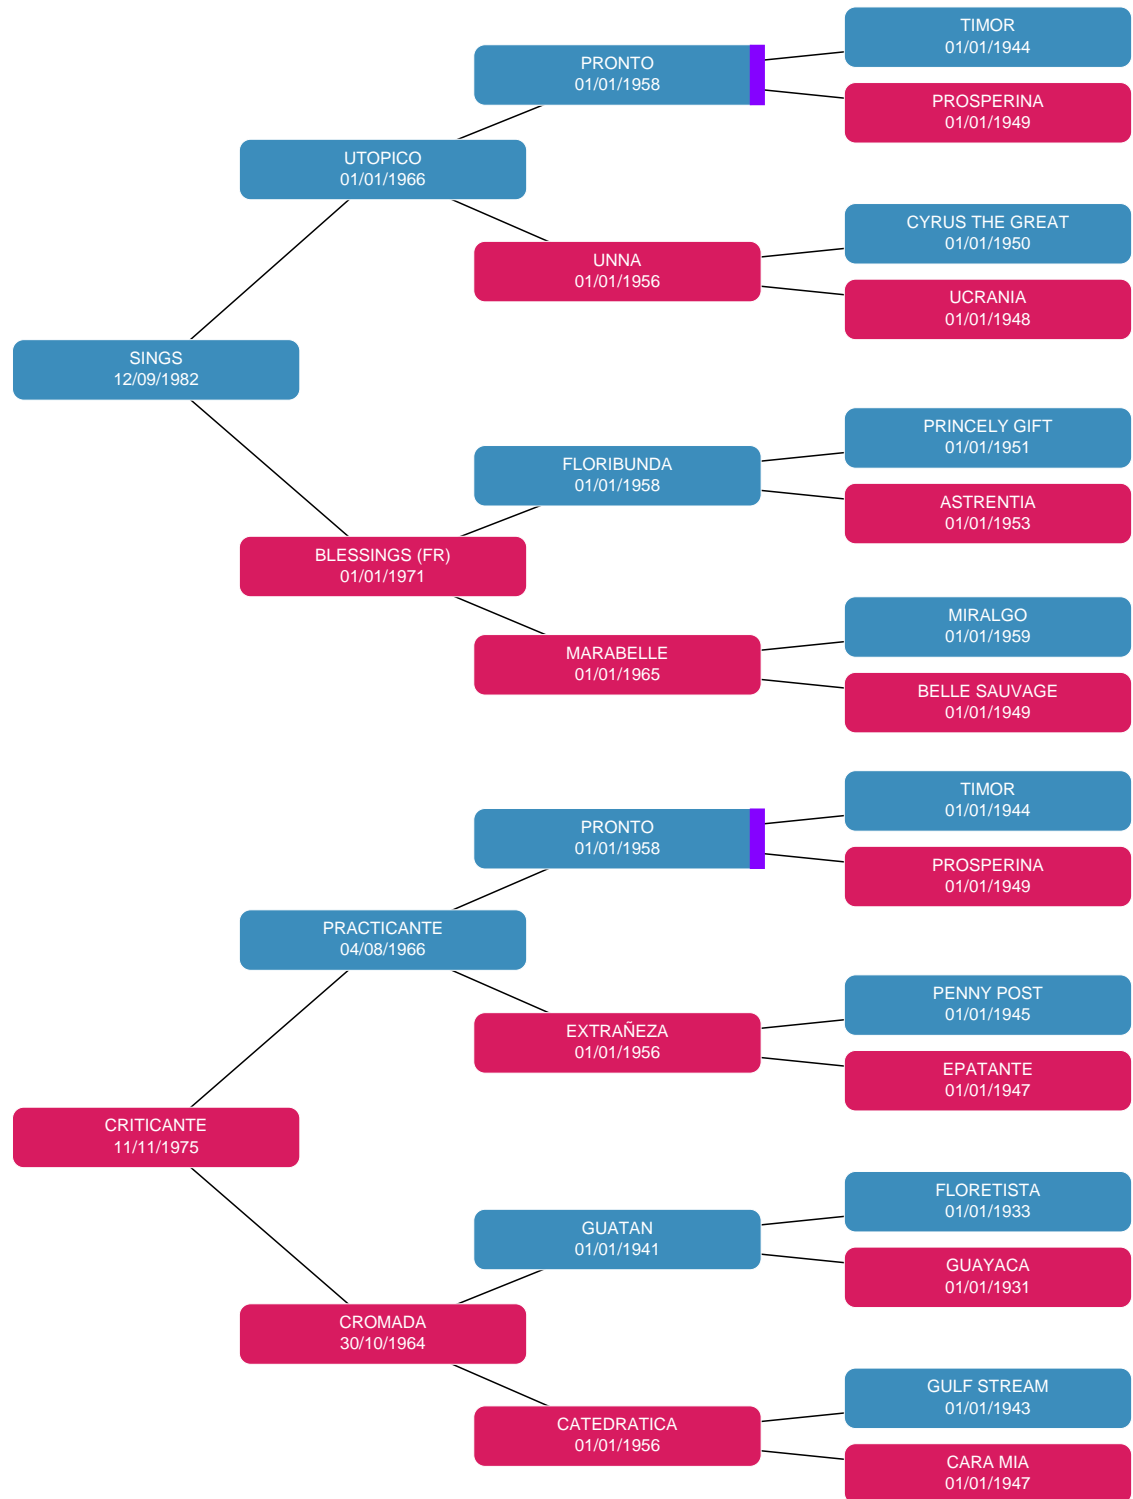 TIMOR
01/01/1944
PRONTO
01/01/1958
PROSPERINA
01/01/1949
UTOPICO
01/01/1966
CYRUS THE GREAT
01/01/1950
UNNA
01/01/1956
UCRANIA
01/01/1948
SINGS
12/09/1982
PRINCELY GIFT
01/01/1951
FLORIBUNDA
01/01/1958
ASTRENTIA
01/01/1953
BLESSINGS (FR)
01/01/1971
MIRALGO
01/01/1959
MARABELLE
01/01/1965
BELLE SAUVAGE
01/01/1949
TIMOR
01/01/1944
PRONTO
01/01/1958
PROSPERINA
01/01/1949
PRACTICANTE
04/08/1966
PENNY POST
01/01/1945
EXTRAÑEZA
01/01/1956
EPATANTE
01/01/1947
CRITICANTE
11/11/1975
FLORETISTA
01/01/1933
GUATAN
01/01/1941
GUAYACA
01/01/1931
CROMADA
30/10/1964
GULF STREAM
01/01/1943
CATEDRATICA
01/01/1956
CARA MIA
01/01/1947